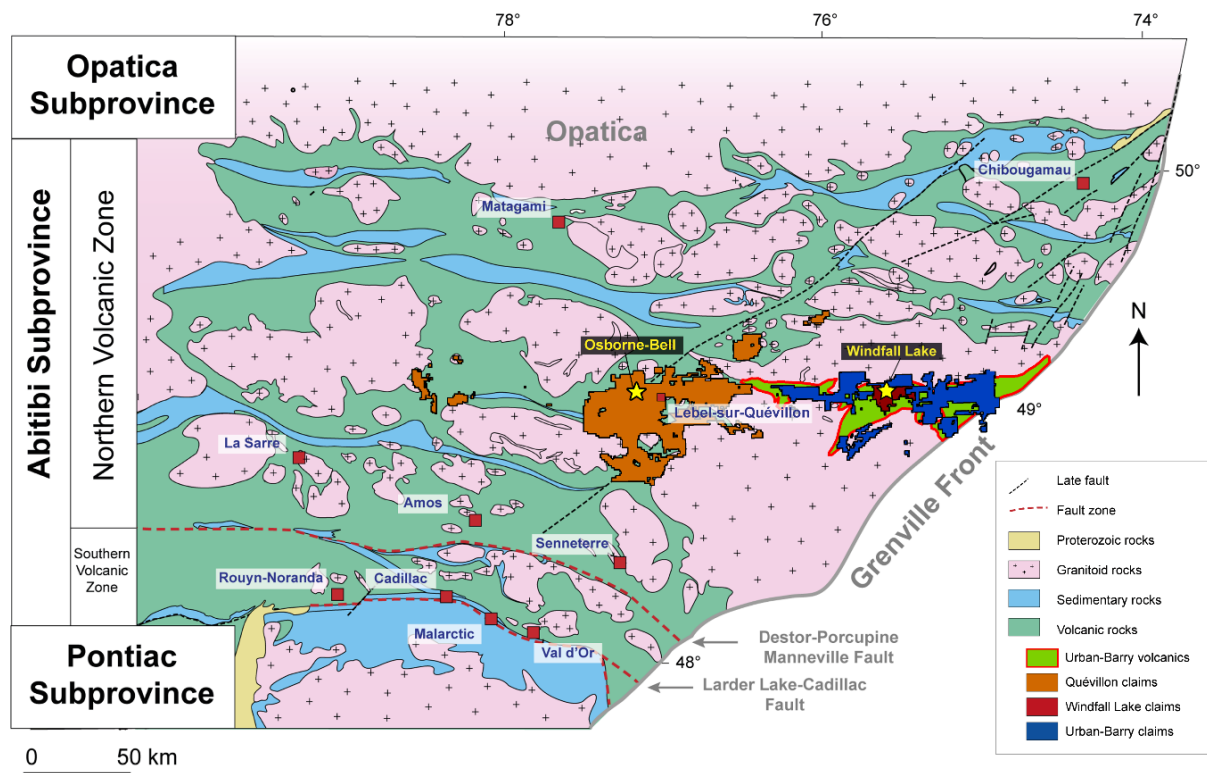 78°
76°
74°
Opatica
Subprovince
Opatica
Chibougamau
50°
Matagami
Abitibi Subprovince
Northern Volcanic Zone
N
Osborne-Bell
Windfall Lake
Lebel-sur-Quévillon
49°
La Sarre
Amos
Grenville Front
Senneterre
Southern
Volcanic
Zone
Rouyn-Noranda
Cadillac
Malarctic
Val d'Or
Destor-Porcupine
Manneville Fault
48°
Pontiac
Subprovince
Larder Lake-Cadillac
Fault
0 50 km
Late fault
Fault zone
Proterozoic rocks
Granitoid rocks
Sedimentary rocks
Volcanic rocks
Urban-Barry volcanics
Quévillon claims
Windfall Lake claims
Urban-Barry claims